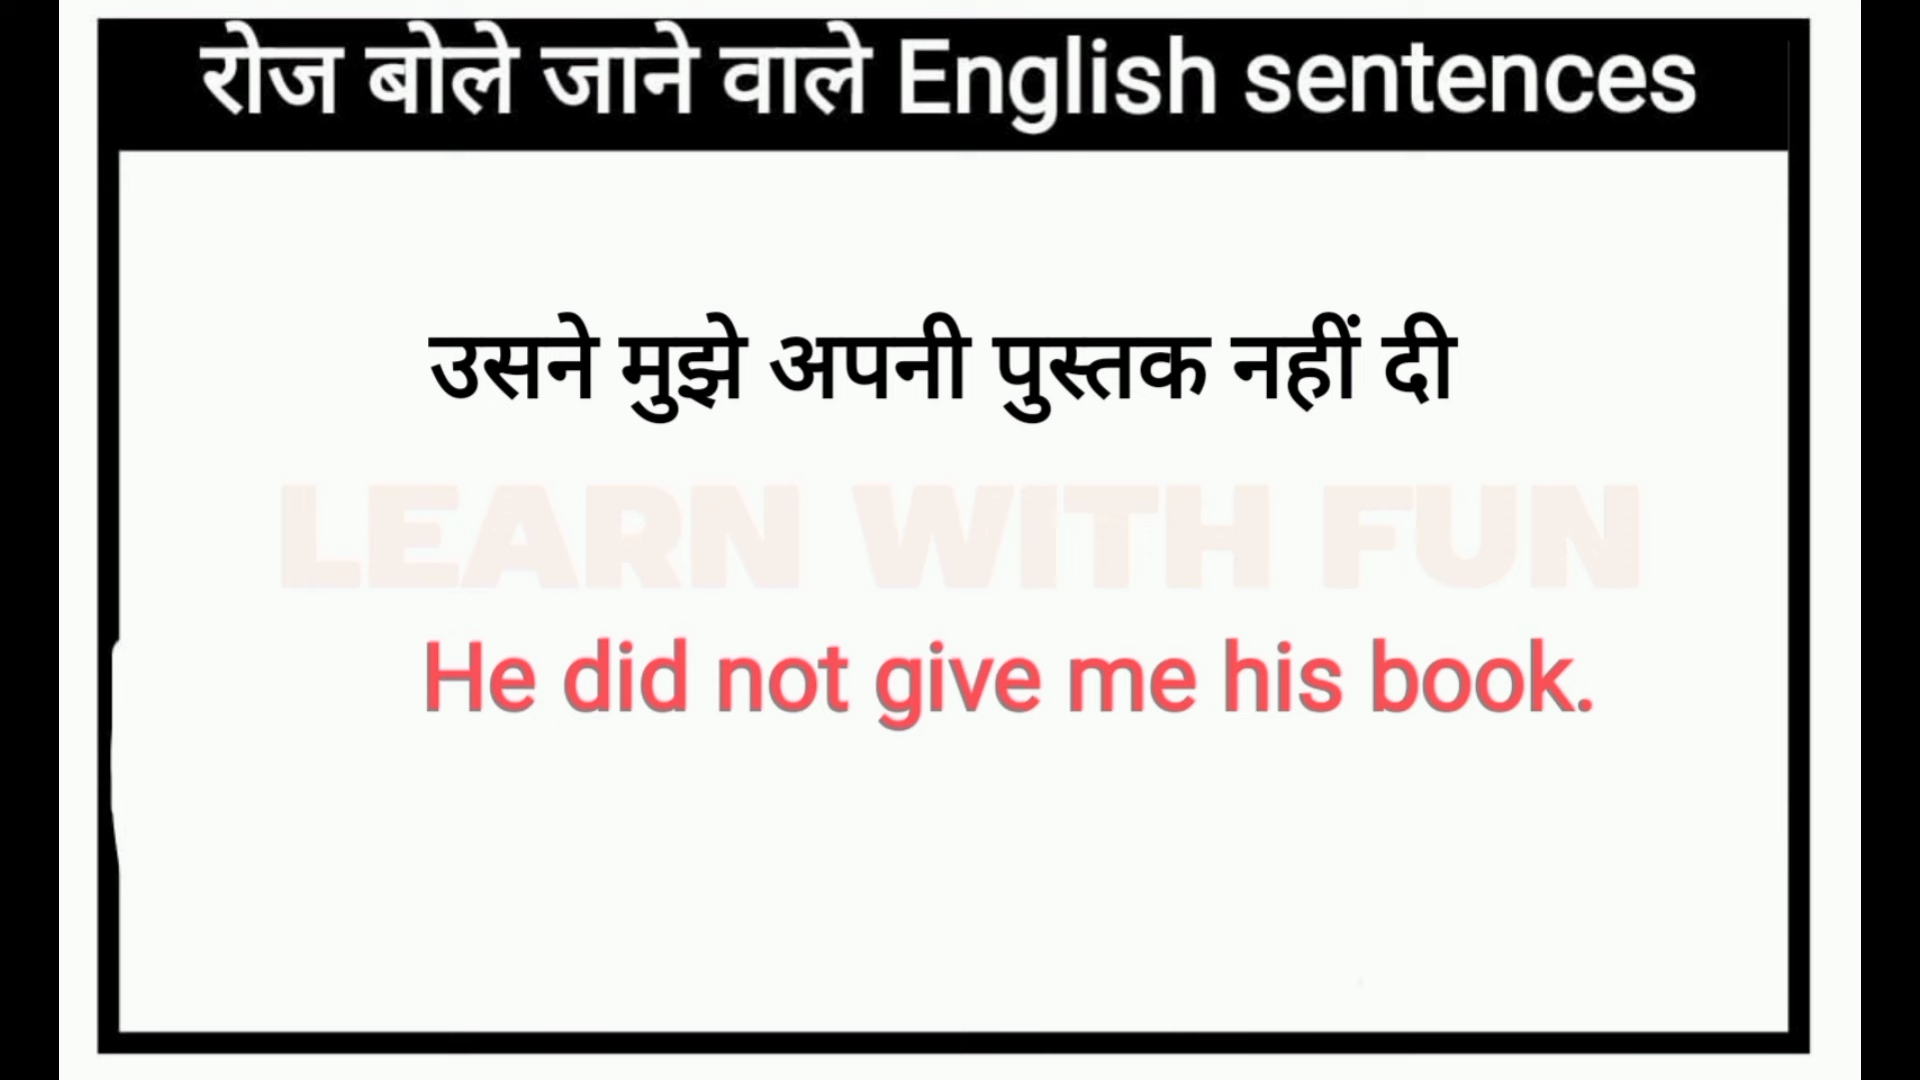 रोज बोले जाने वाले English sentences
उसने मुझे अपनी पुस्तक नहीं दी
LEARN WITH FUN
He did not give me his book.